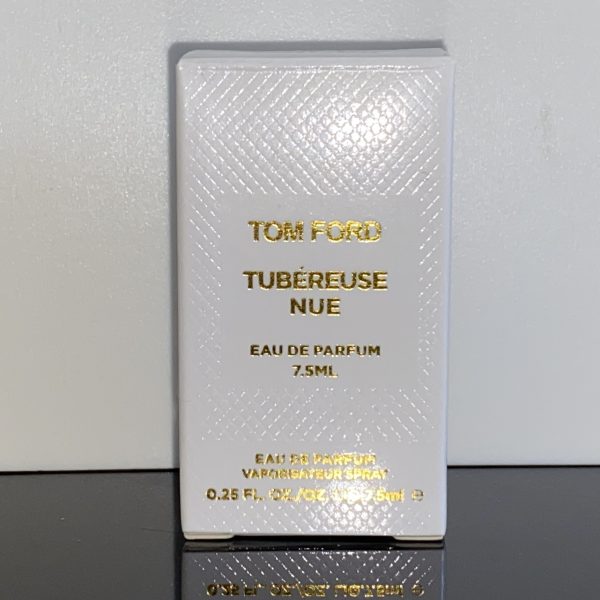 TOM FORD
TUBÉREUSE
NUE
EAU DE PARFUM
7.5ML
EAU DE PARFUM
VAPORISATEUR SPRAY
0.25 FL. OZ./OZ. 7.5ml ℮